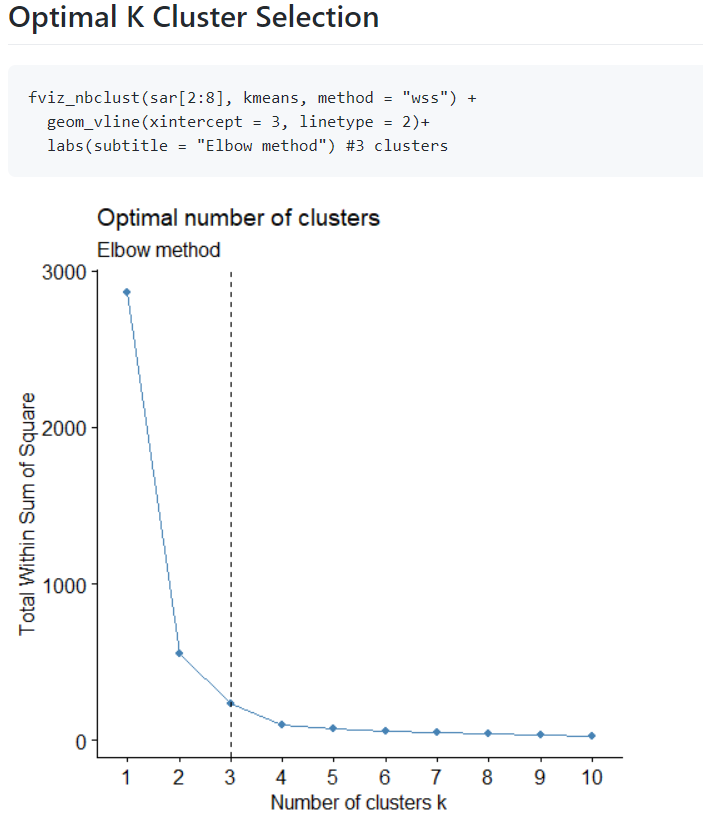 Optimal K Cluster Selection
fviz_nbclust(sar[2:8], kmeans, method = "wss") +
geom_vline(xintercept = 3, linetype = 2)+
labs(subtitle = "Elbow method") #3 clusters
Optimal number of clusters
Elbow method
3000
2000
1000
0
Total Within Sum of Square
1 2 3 4 5 6 7 8 9 10
Number of clusters k